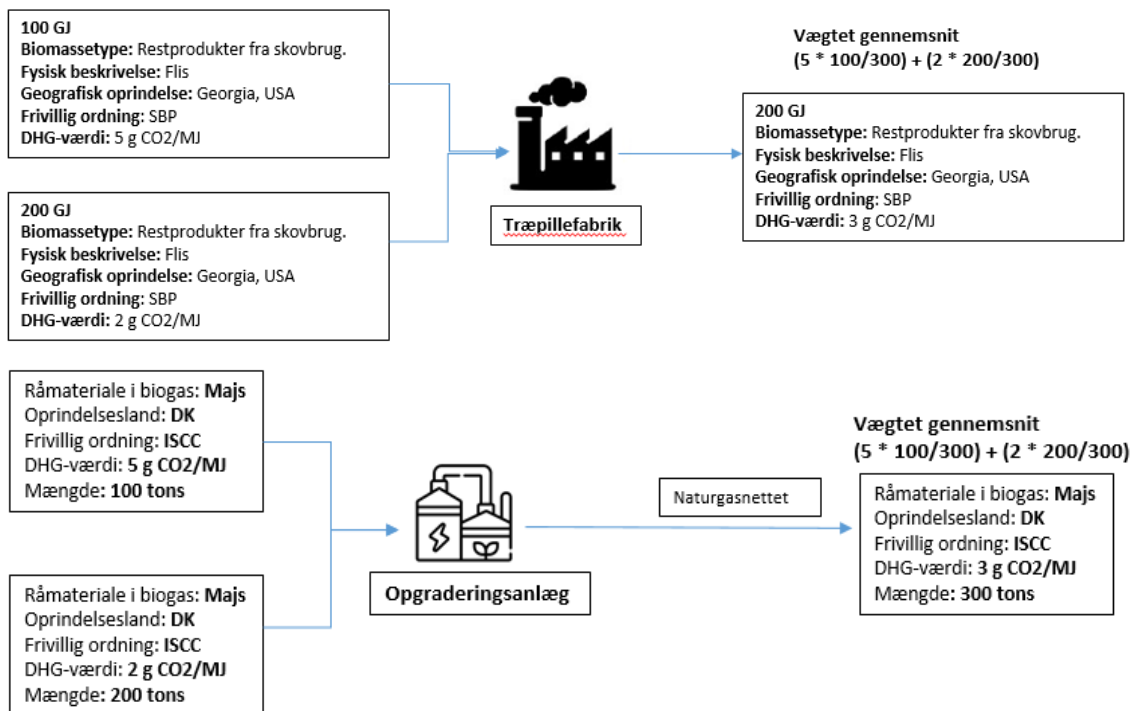 100 GJ
Biomassetype: Restprodukter fra skovbrug.
Fysisk beskrivelse: Flis
Geografisk oprindelse: Georgia, USA
Frivillig ordning: SBP
DHG-værdi: 5 g CO2/MJ
200 GJ
Biomassetype: Restprodukter fra skovbrug.
Fysisk beskrivelse: Flis
Geografisk oprindelse: Georgia, USA
Frivillig ordning: SBP
DHG-værdi: 2 g CO2/MJ
Træpillefabrik
Vægtet gennemsnit
(5 * 100/300) + (2 * 200/300)
200 GJ
Biomassetype: Restprodukter fra skovbrug.
Fysisk beskrivelse: Flis
Geografisk oprindelse: Georgia, USA
Frivillig ordning: SBP
DHG-værdi: 3 g CO2/MJ
Råmateriale i biogas: Majs
Oprindelsesland: DK
Frivillig ordning: ISCC
DHG-værdi: 5 g CO2/MJ
Mængde: 100 tons
Råmateriale i biogas: Majs
Oprindelsesland: DK
Frivillig ordning: ISCC
DHG-værdi: 2 g CO2/MJ
Mængde: 200 tons
Opgraderingsanlæg
Naturgasnettet
Vægtet gennemsnit
(5 * 100/300) + (2 * 200/300)
Råmateriale i biogas: Majs
Oprindelsesland: DK
Frivillig ordning: ISCC
DHG-værdi: 3 g CO2/MJ
Mængde: 300 tons